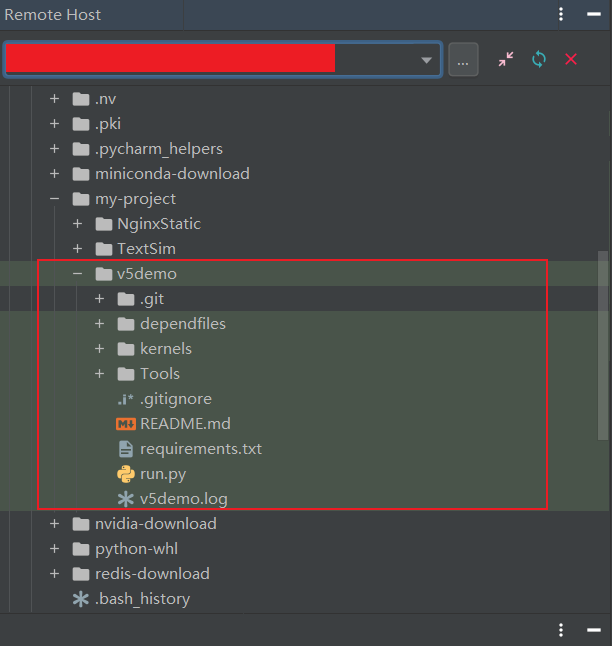 Remote Host
...
.nv
.pki
.pycharm_helpers
miniconda-download
my-project
NginxStatic
TextSim
v5demo
.git
dependfiles
kernels
Tools
.i* .gitignore
M↓ README.md
requirements.txt
run.py
v5demo.log
nvidia-download
python-whl
redis-download
.bash_history